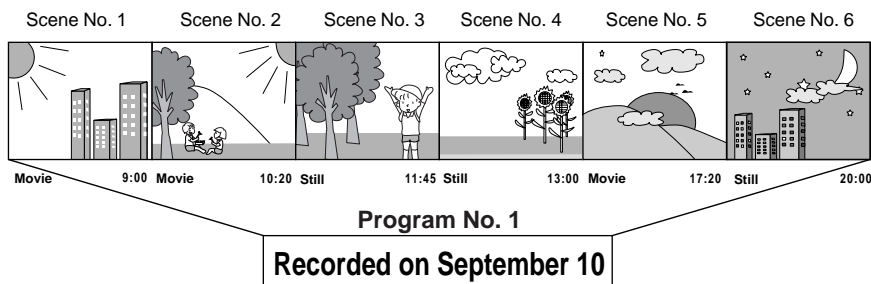 Scene No. 1 Scene No. 2 Scene No. 3 Scene No. 4 Scene No. 5 Scene No. 6
Movie 9:00 Movie 10:20 Still 11:45 Still 13:00 Movie 17:20 Still 20:00
Program No. 1
Recorded on September 10